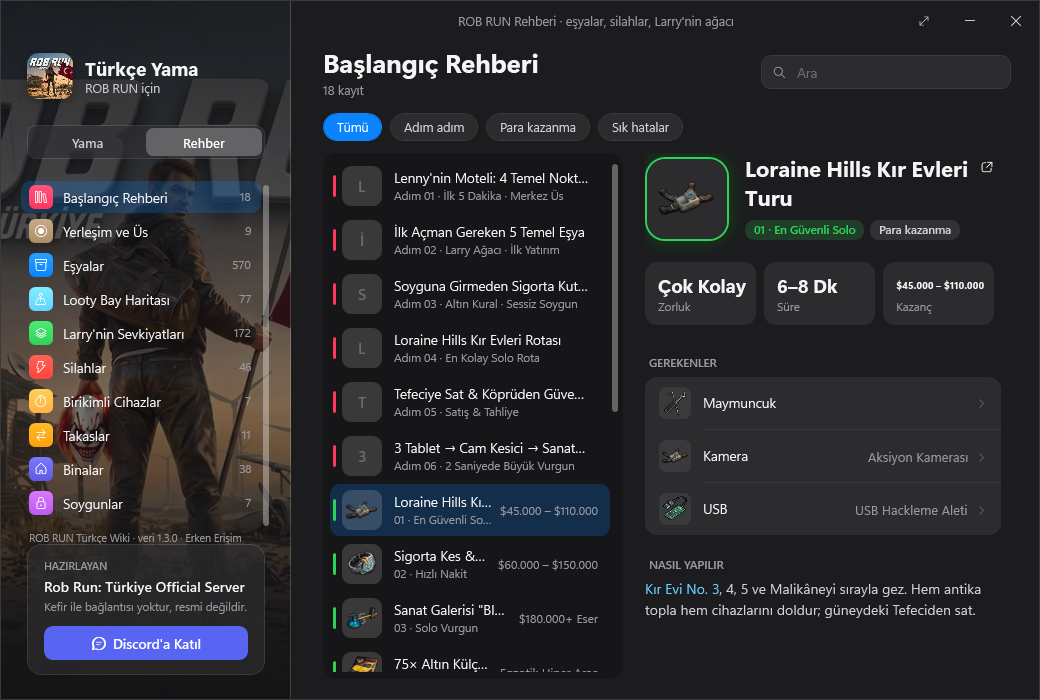 ROB RUN Rehberi · eşyalar, silahlar, Larry'nin ağacı
ROB RUN
Türkçe Yama
ROB RUN için
Yama
Rehber
Başlangıç Rehberi 18
Yerleşim ve Üs 9
Eşyalar 570
Looty Bay Haritası 77
Larry'nin Sevkiyatları 172
Silahlar 46
Birikimli Cihazlar 7
Takaslar 11
Binalar 38
Soygunlar 7
ROB RUN Türkçe Wiki · veri 1.3.0 · Erken Erişim
HAZIRLAYAN
Rob Run: Türkiye Official Server
Kefir ile bağlantısı yoktur, resmi değildir.
Discord'a Katıl
Başlangıç Rehberi
18 kayıt
Ara
Tümü
Adım adım
Para kazanma
Sık hatalar
L
Lenny'nin Moteli: 4 Temel Nokt...
Adım 01 · İlk 5 Dakika · Merkez Üs
İ
İlk Açman Gereken 5 Temel Eşya
Adım 02 · Larry Ağacı · İlk Yatırım
S
Soyguna Girmeden Sigorta Kut...
Adım 03 · Altın Kural · Sessiz Soygun
L
Loraine Hills Kır Evleri Rotası
Adım 04 · En Kolay Solo Rota
T
Tefeciye Sat & Köprüden Güve...
Adım 05 · Satış & Tahliye
3
3 Tablet → Cam Kesici → Sanat...
Adım 06 · 2 Saniyede Büyük Vurgun
Loraine Hills Kı...
01 · En Güvenli So...
$45.000 – $110.000
Sigorta Kes &...
02 · Hızlı Nakit
$60.000 – $150.000
Sanat Galerisi "Bl...
03 · Solo Vurgun
$180.000+ Eser
75× Altın Külç...
Loraine Hills Kır Evleri
Turu
01 · En Güvenli Solo
Para kazanma
Çok Kolay
Zorluk
6–8 Dk
Süre
$45.000 – $110.000
Kazanç
GEREKENLER
Maymuncuk
Kamera
Aksiyon Kamerası
USB
USB Hackleme Aleti
NASIL YAPILIR
Kır Evi No. 3, 4, 5 ve Malikâneyi sırayla gez. Hem antika
topla hem cihazlarını doldur; güneydeki Tefeciden sat.